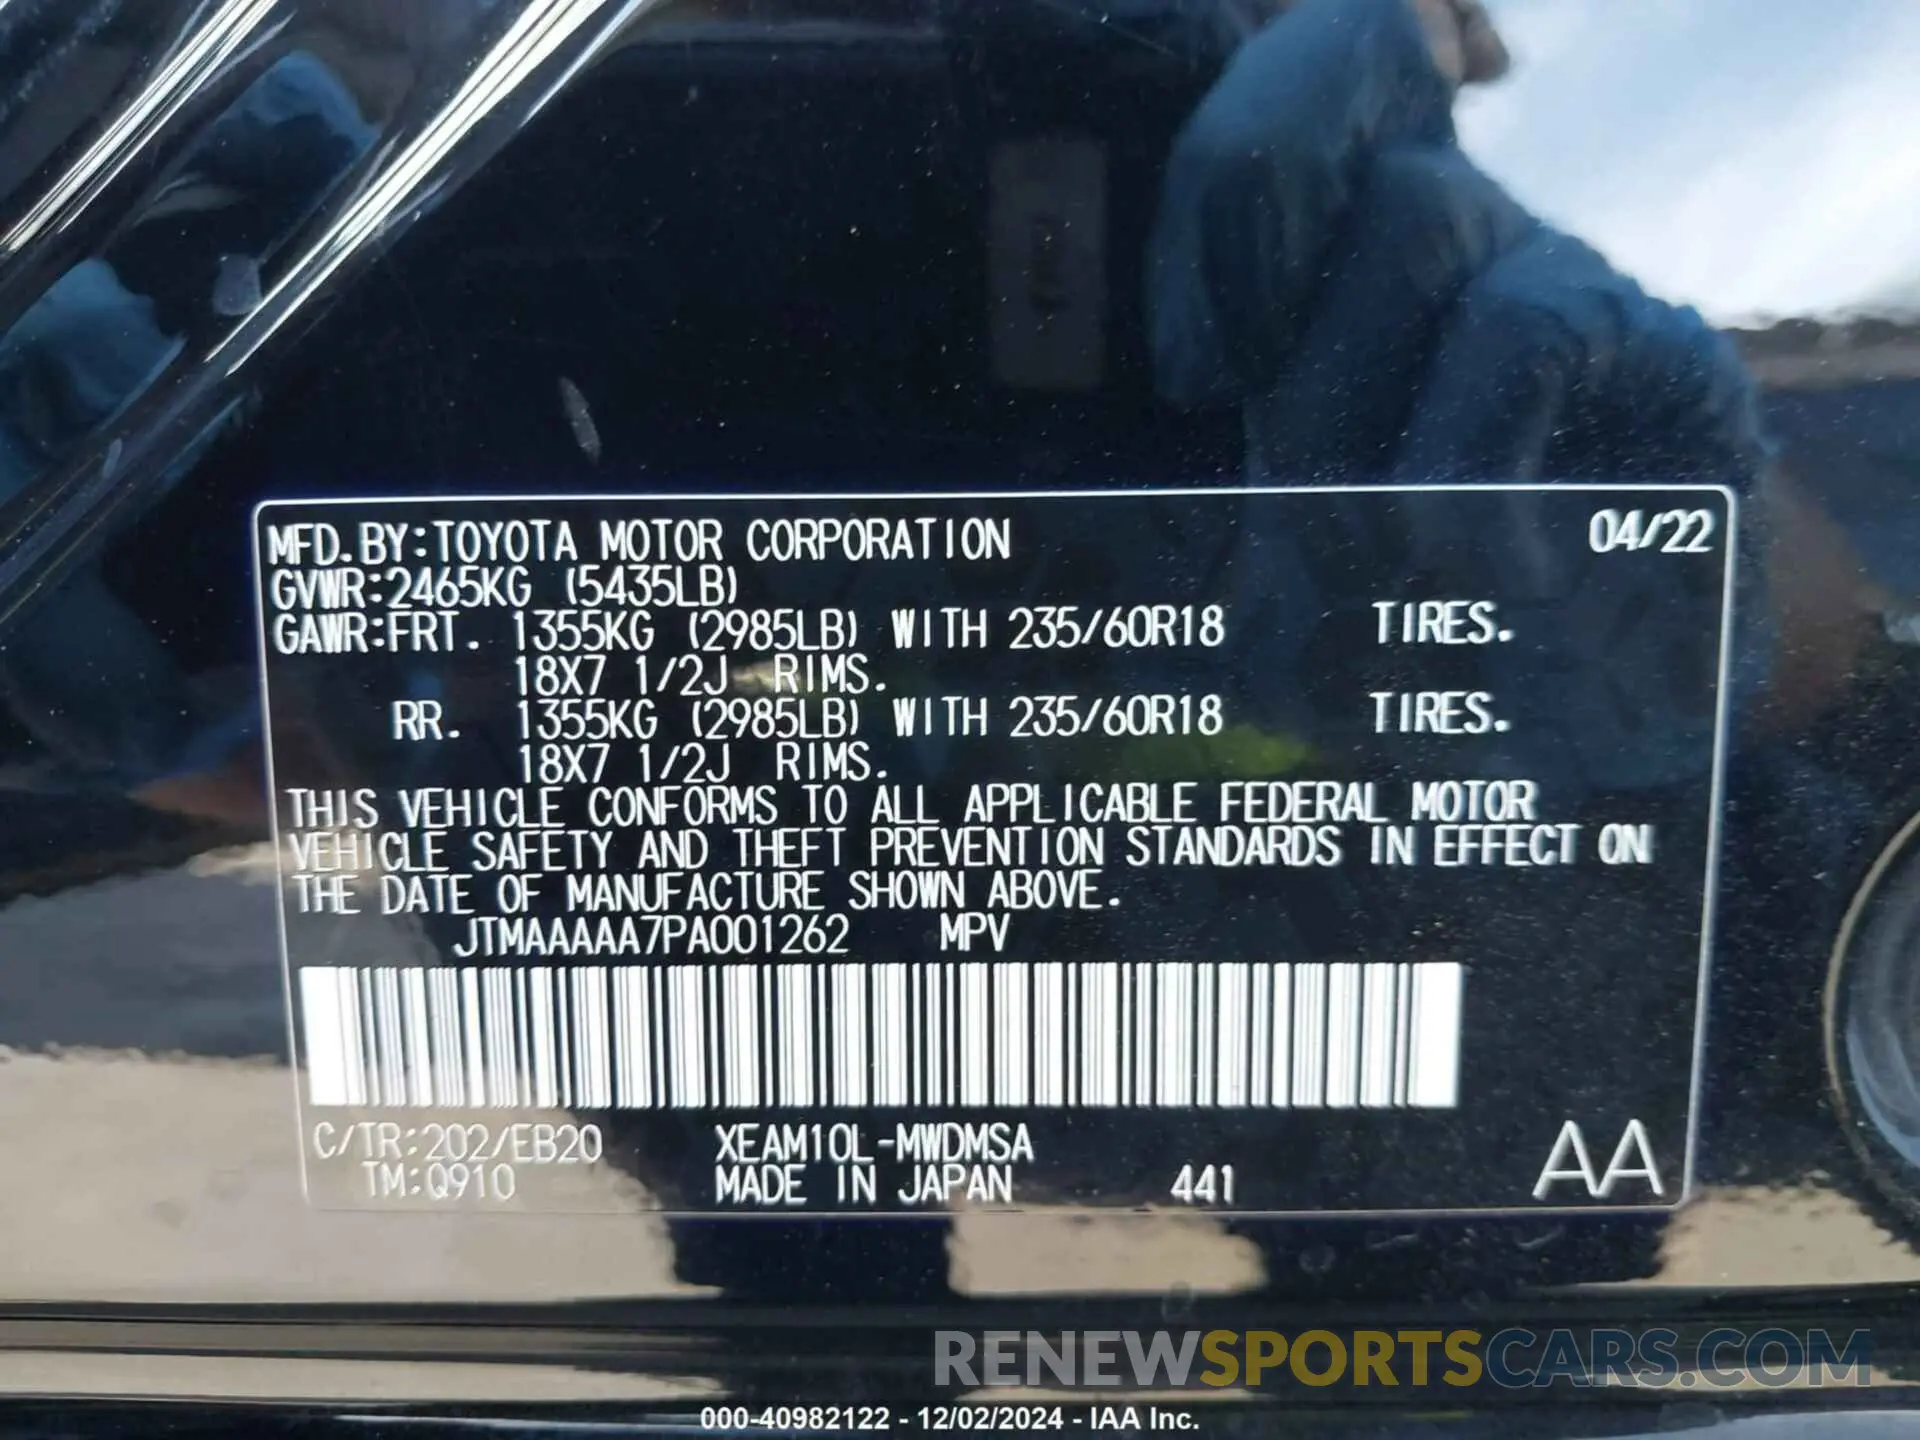 MFD.BY:TOYOTA MOTOR CORPORATION 04/22
GVWR:2465KG (5435LB)
GAWR:FRT. 1355KG (2985LB) WITH 235/60R18 TIRES.
18X7 1/2J RIMS.
RR. 1355KG (2985LB) WITH 235/60R18 TIRES.
18X7 1/2J RIMS.
THIS VEHICLE CONFORMS TO ALL APPLICABLE FEDERAL MOTOR
VEHICLE SAFETY AND THEFT PREVENTION STANDARDS IN EFFECT ON
THE DATE OF MANUFACTURE SHOWN ABOVE.
JTMAAAAA7PA001262 MPV
C/TR:202/EB20 XEAM10L-MWDMSA AA
TM:Q910 MADE IN JAPAN 441
RENEWSPORTSCARS.COM
000-40982122 - 12/02/2024 - IAA Inc.